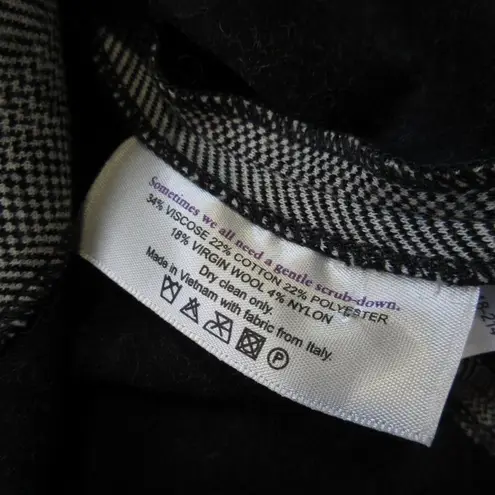 Sometimes we all need a gentle scrub-down.
34% VISCOSE 22% COTTON 22% POLYESTER
18% VIRGIN WOOL 4% NYLON
Dry clean only.
Made in Vietnam with fabric from Italy.
P